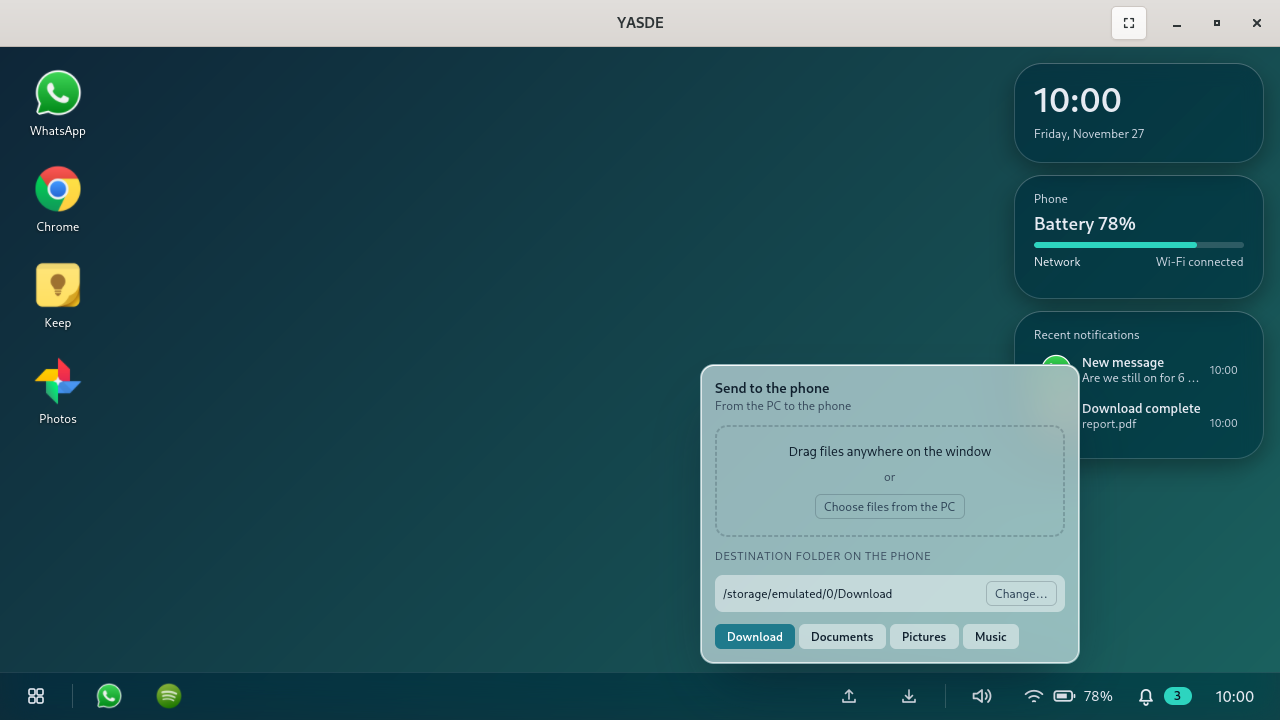 YASDE
WhatsApp
Chrome
Keep
Photos
10:00
Friday, November 27
Phone
Battery 78%
Network Wi-Fi connected
Recent notifications
New message
Are we still on for 6 ...
10:00
Download complete
report.pdf
10:00
Send to the phone
From the PC to the phone
Drag files anywhere on the window
or
Choose files from the PC
DESTINATION FOLDER ON THE PHONE
/storage/emulated/0/Download Change...
Download Documents Pictures Music
78% 3 10:00